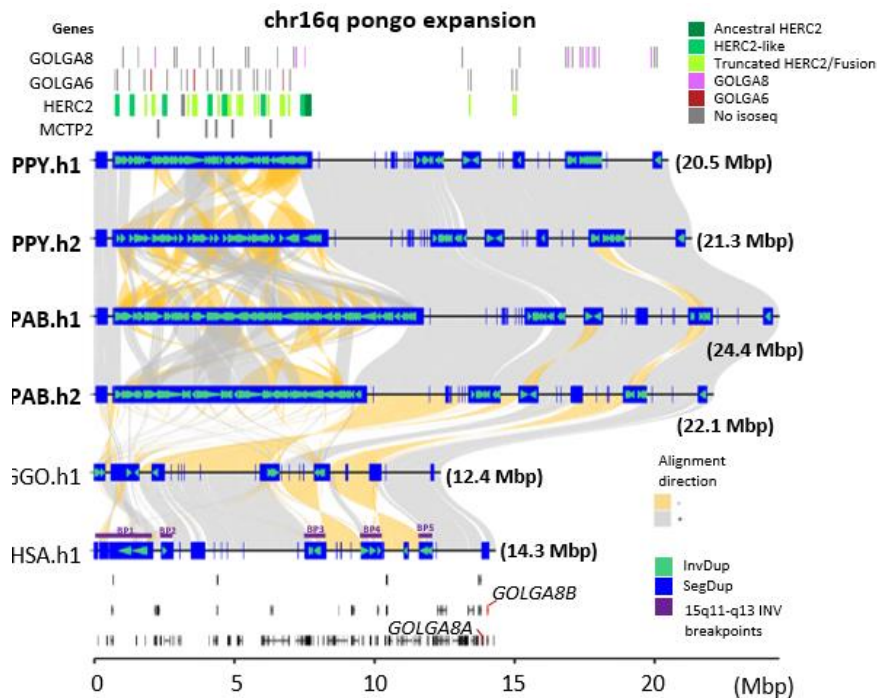 chr16q pongo expansion
Genes
GOLGA8
GOLGA6
HERC2
MCTP2
Ancestral HERC2
HERC2-like
Truncated HERC2/Fusion
GOLGA8
GOLGA6
No isoseq
PPY.h1
(20.5 Mbp)
PPY.h2
(21.3 Mbp)
PAB.h1
(24.4 Mbp)
PAB.h2
(22.1 Mbp)
GGO.h1
(12.4 Mbp)
Alignment
direction
-
+
BP1 BP2 BP3 BP4 BP5
HSA.h1
(14.3 Mbp)
InvDup
SegDup
15q11-q13 INV
breakpoints
GOLGA8B
GOLGA8A
0 5 10 15 20 (Mbp)